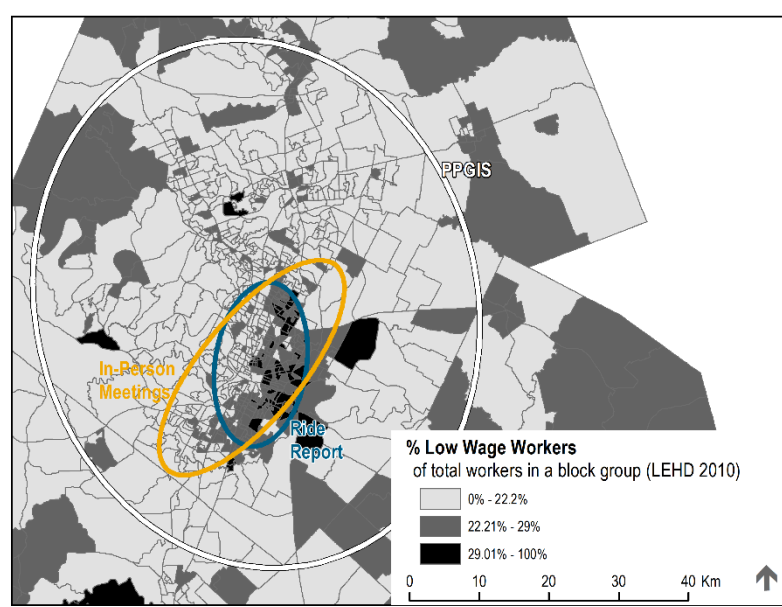 PPGIS
In-Person
Meetings
Ride
Report
% Low Wage Workers
of total workers in a block group (LEHD 2010)
0% - 22.2%
22.21% - 29%
29.01% - 100%
0 10 20 30 40 Km